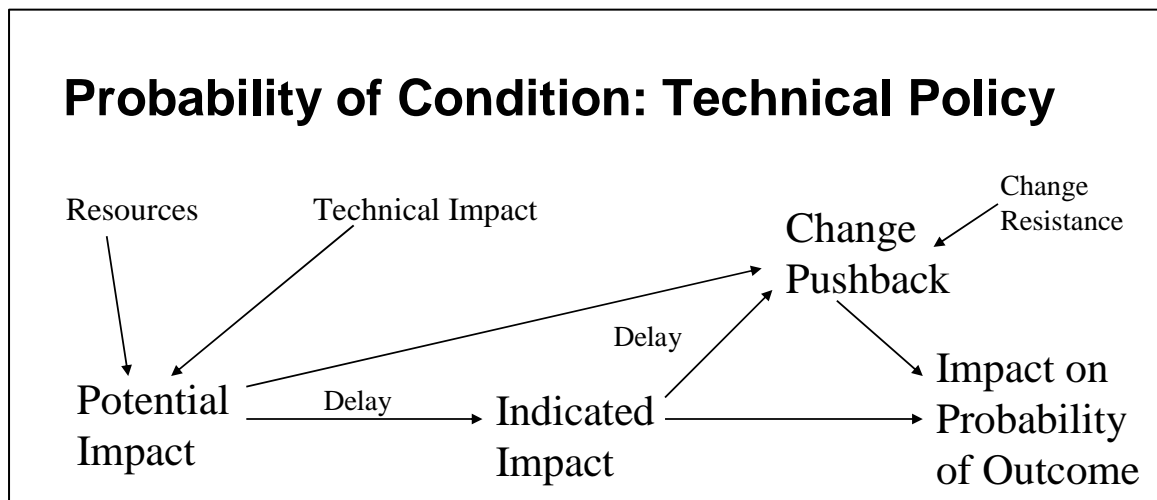 Probability of Condition: Technical Policy
Resources
Technical Impact
Change
Resistance
Change
Pushback
Delay
Potential
Impact
Delay
Indicated
Impact
Impact on
Probability
of Outcome